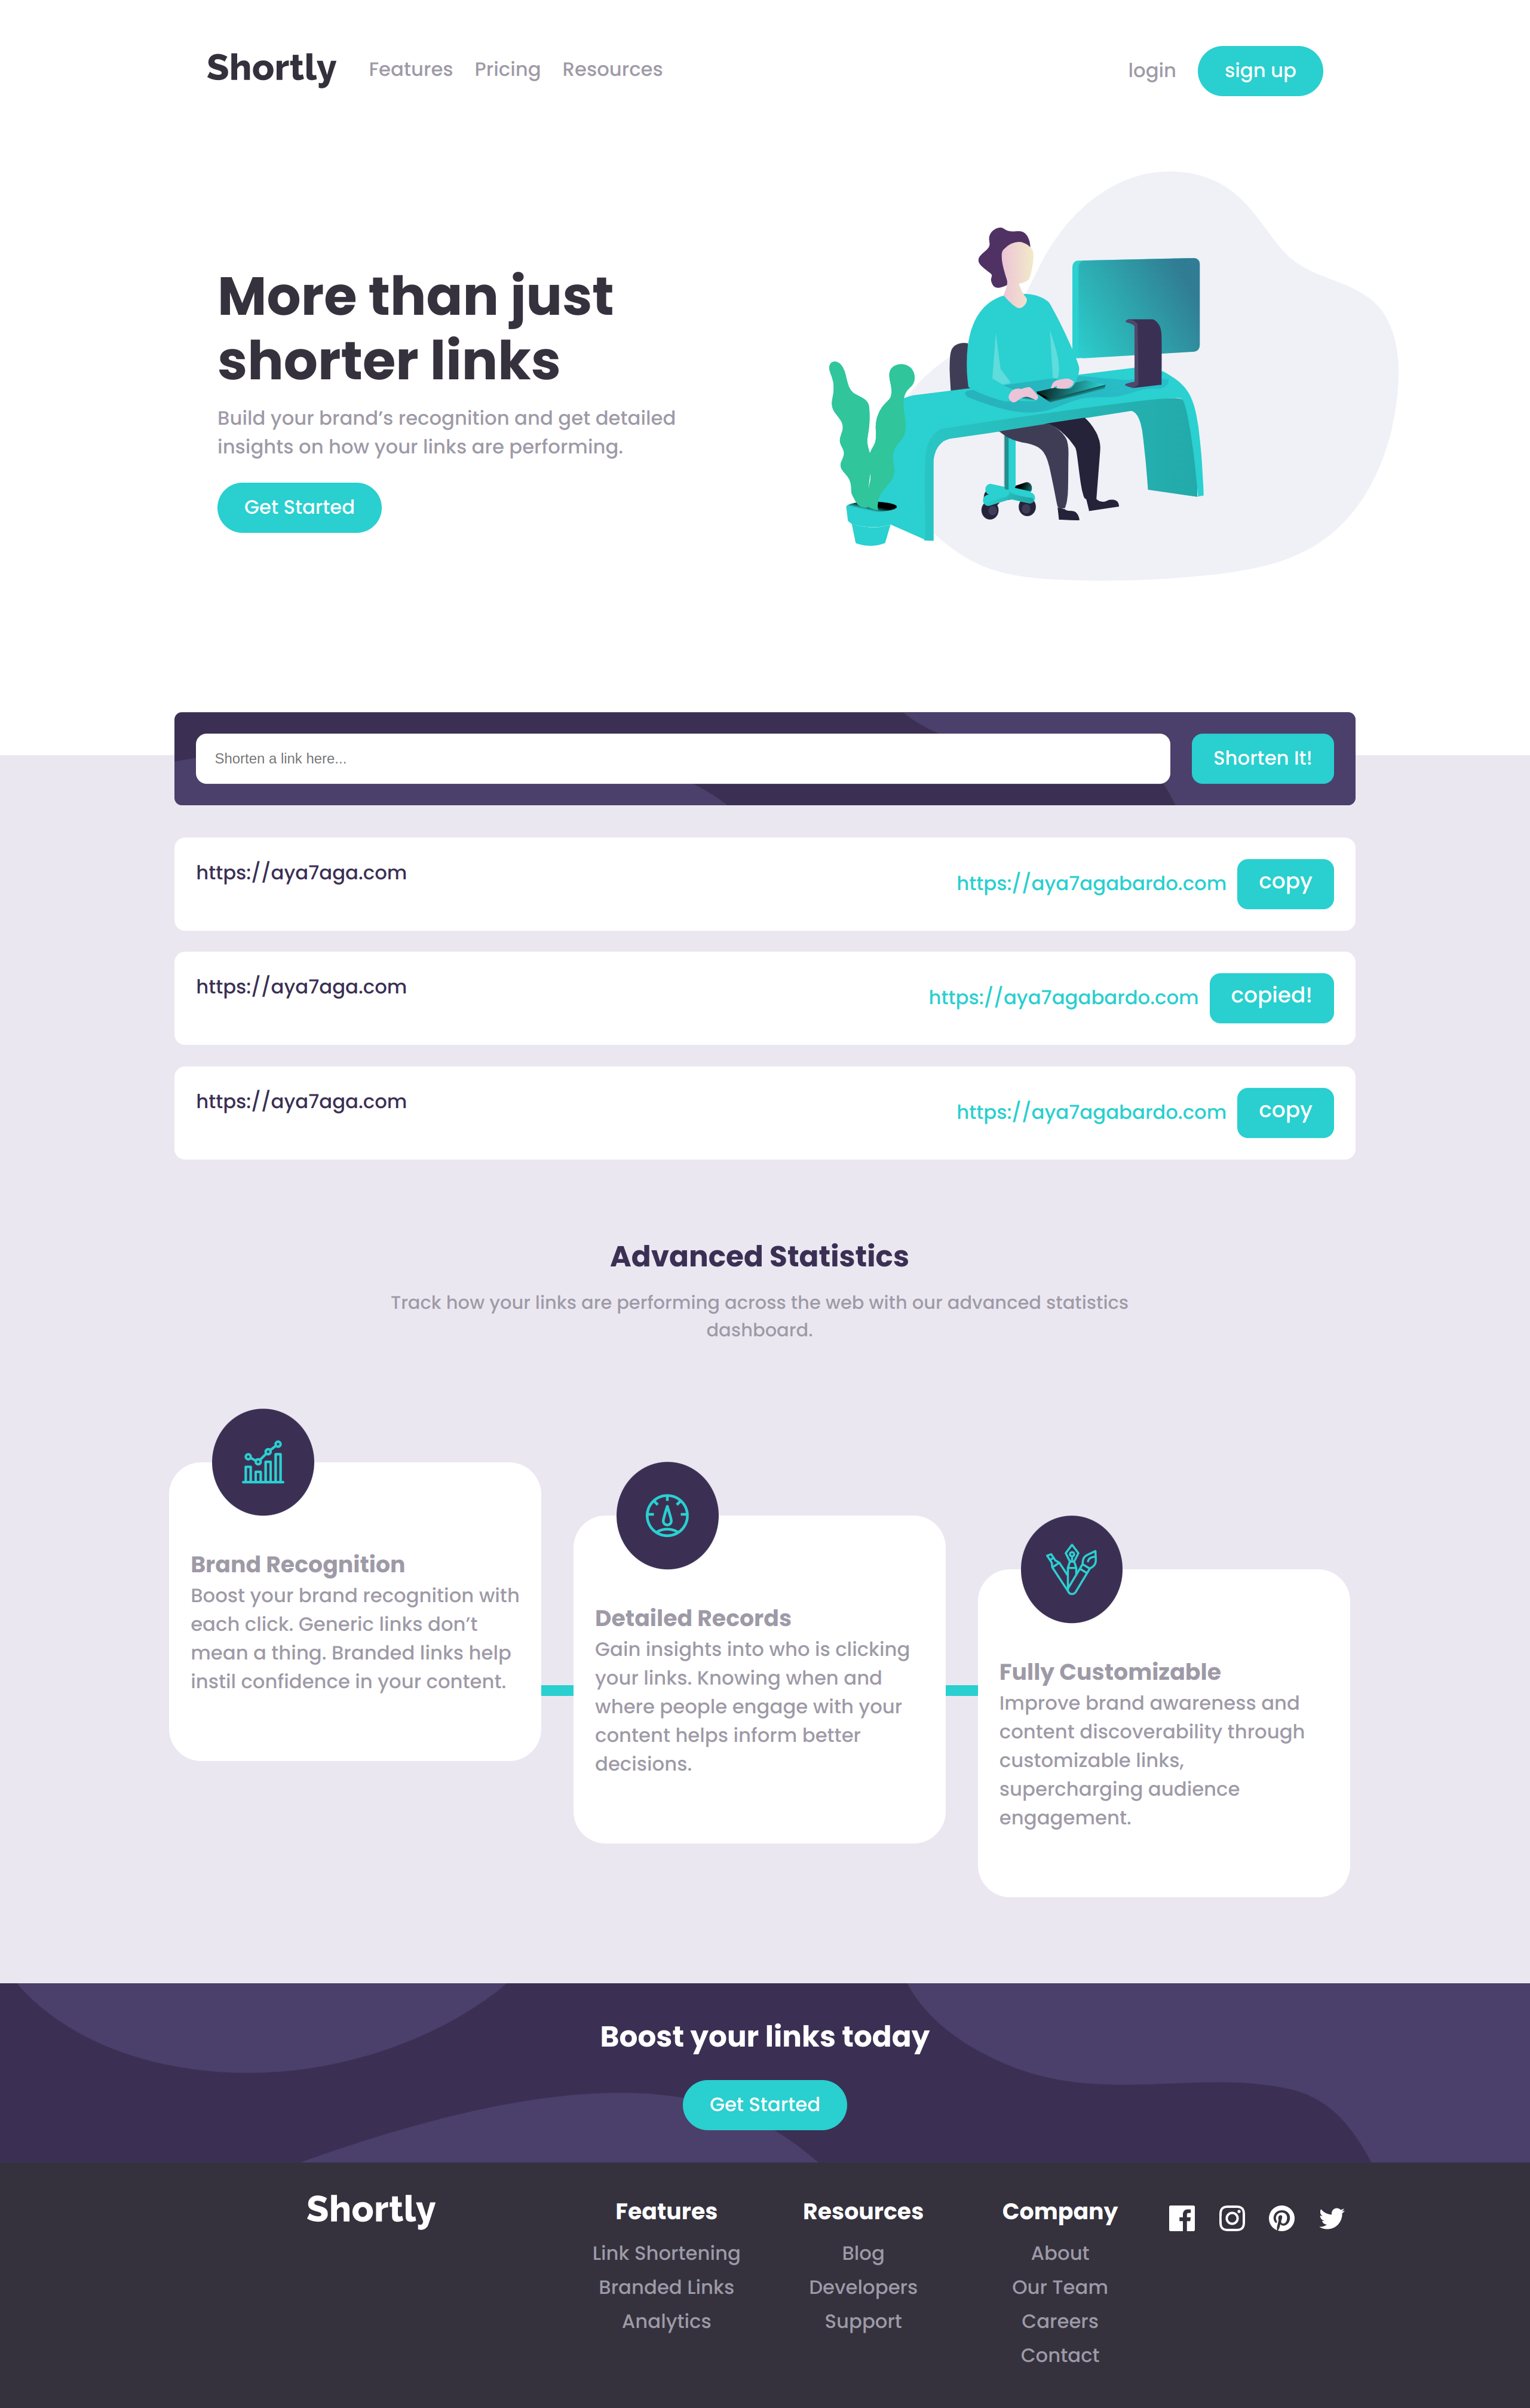 Shortly
Features Pricing Resources
login
sign up
More than just
shorter links
Build your brand’s recognition and get detailed
insights on how your links are performing.
Get Started
Shorten a link here...
Shorten It!
https://aya7aga.com
https://aya7agabardo.com
copy
https://aya7aga.com
https://aya7agabardo.com
copied!
https://aya7aga.com
https://aya7agabardo.com
copy
Advanced Statistics
Track how your links are performing across the web with our advanced statistics
dashboard.
Brand Recognition
Boost your brand recognition with
each click. Generic links don’t
mean a thing. Branded links help
instil confidence in your content.
Detailed Records
Gain insights into who is clicking
your links. Knowing when and
where people engage with your
content helps inform better
decisions.
Fully Customizable
Improve brand awareness and
content discoverability through
customizable links,
supercharging audience
engagement.
Boost your links today
Get Started
Shortly
Features
Link Shortening
Branded Links
Analytics
Resources
Blog
Developers
Support
Company
About
Our Team
Careers
Contact